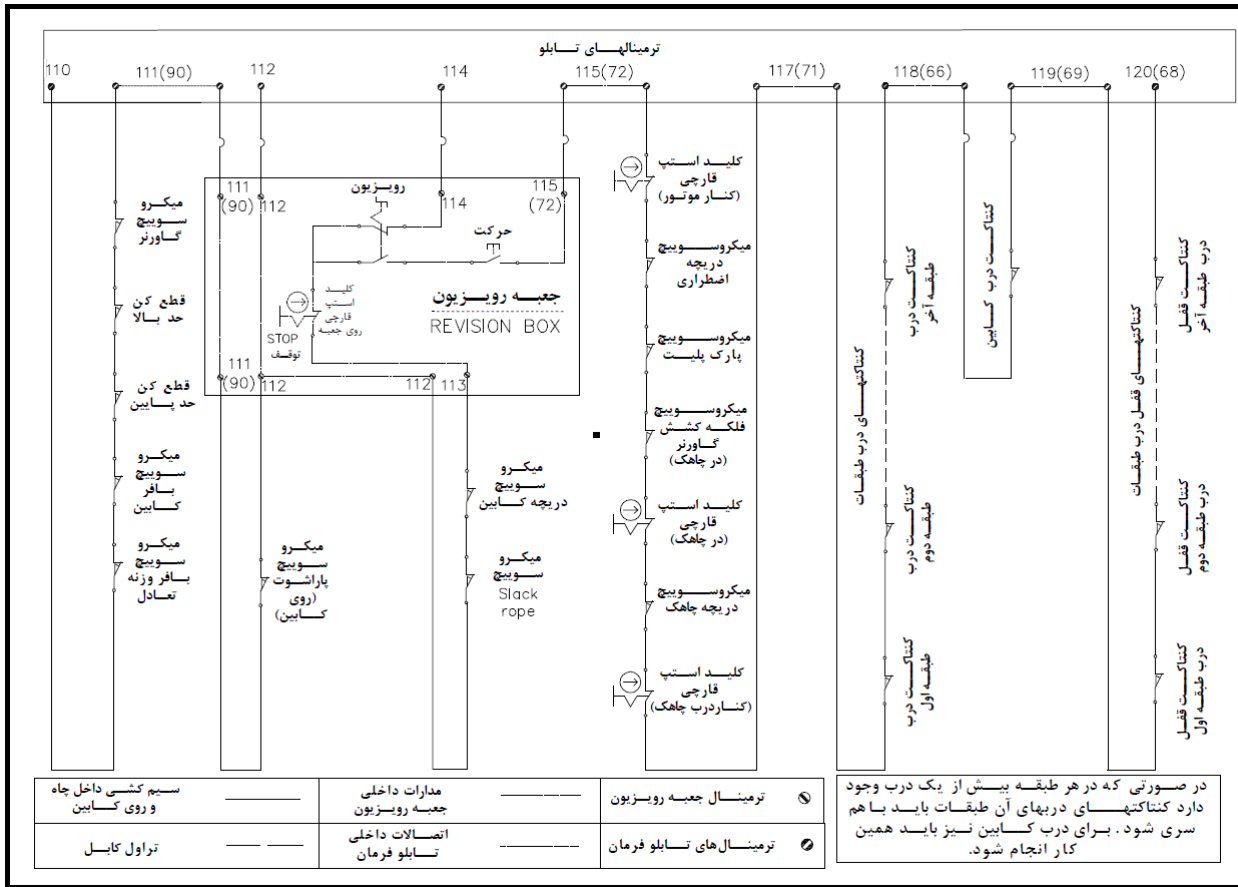 ترمینالهای تابلو
110
111(90)
112
114
115(72)
117(71)
118(66)
119(69)
120(68)
میکرو
سوییچ
گاورنر
قطع کن
حد بالا
قطع کن
حد پایین
میکرو
سوییچ
بافر
کابین
میکرو
سوییچ
بافر وزنه
تعادل
111
(90)
112
رویزیون
114
115
(72)
حرکت
کلید
استپ
قارچی
روی جعبه
STOP
توقف
جعبه رویزیون
REVISION BOX
111
(90)
112
112
113
میکرو
سوییچ
پاراشوت
(روی
کابین)
میکرو
سوییچ
دریچه کابین
میکرو
سوییچ
Slack
rope
کلید استپ
قارچی
(کنار موتور)
میکروسوییچ
دریچه
اضطراری
میکروسوییچ
پارک پلیت
میکروسوییچ
فلکه کشش
گاورنر
(در چاهک)
کلید استپ
قارچی
(در چاهک)
میکروسوییچ
دریچه چاهک
کلید استپ
قارچی
(کناردرب چاهک)
کنتاکتهای درب طبقات
کنتاکت درب
طبقه آخر
کنتاکت درب
طبقه دوم
کنتاکت درب
طبقه اول
کنتاکت درب کابین
کنتاکتهای قفل درب طبقات
کنتاکت قفل
درب طبقه آخر
کنتاکت قفل
درب طبقه دوم
کنتاکت قفل
درب طبقه اول
سیم کشی داخل چاه
و روی کابین
مدارات داخلی
جعبه رویزیون
ترمینال جعبه رویزیون
تراول کابل
اتصالات داخلی
تابلو فرمان
ترمینال‌های تابلو فرمان
در صورتی که در هر طبقه بیش از یک درب وجود
دارد کنتاکتهای دربهای آن طبقات باید با هم
سری شود. برای درب کابین نیز باید همین
کار انجام شود.